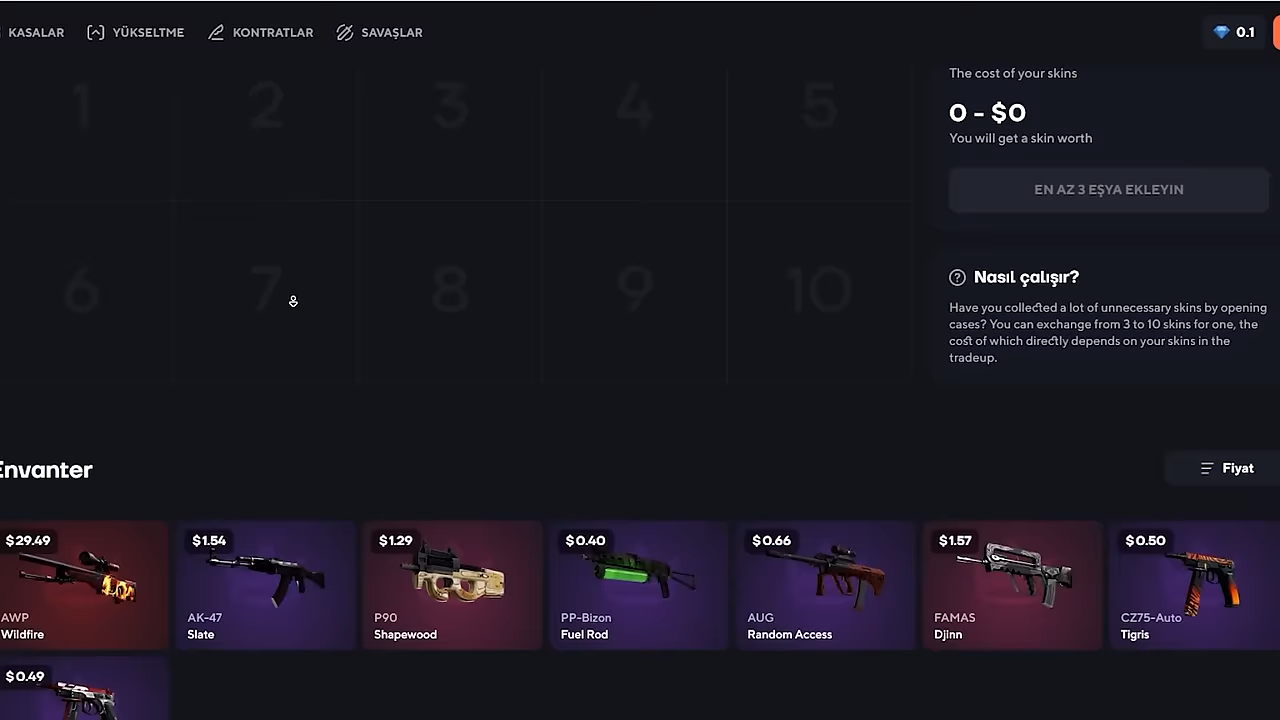 KASALAR YÜKSELTME KONTRATLAR SAVAŞLAR 0.1
1 2 3 4 5
The cost of your skins
0 - $0
You will get a skin worth
EN AZ 3 EŞYA EKLEYIN
6 7 8 9 10
Nasıl çalışır?
Have you collected a lot of unnecessary skins by opening
cases? You can exchange from 3 to 10 skins for one, the
cost of which directly depends on your skins in the
tradeup.
Envanter
Fiyat
$29.49
AWP
Wildfire
$1.54
AK-47
Slate
$1.29
P90
Shapewood
$0.40
PP-Bizon
Fuel Rod
$0.66
AUG
Random Access
$1.57
FAMAS
Djinn
$0.50
CZ75-Auto
Tigris
$0.49